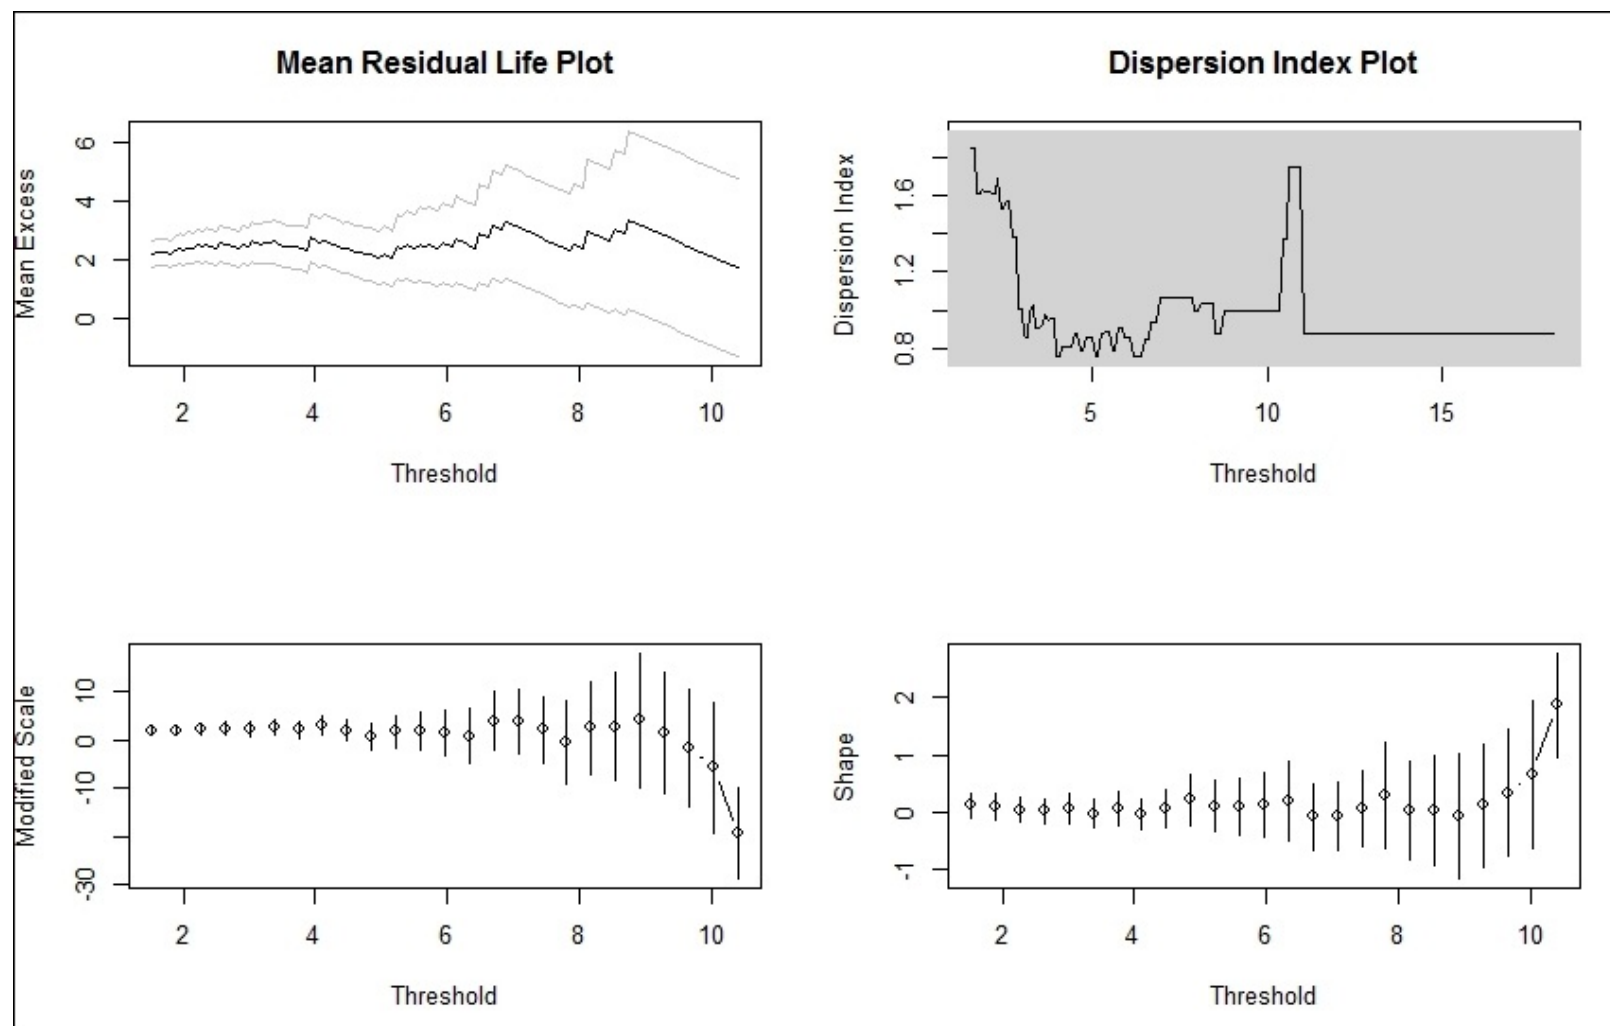 Mean Residual Life Plot
Mean Excess
6
4
2
0
2 4 6 8 10
Threshold
Dispersion Index Plot
Dispersion Index
1.6
1.2
0.8
5 10 15
Threshold
Modified Scale
10
0
-10
-30
2 4 6 8 10
Threshold
Shape
2
1
0
-1
2 4 6 8 10
Threshold